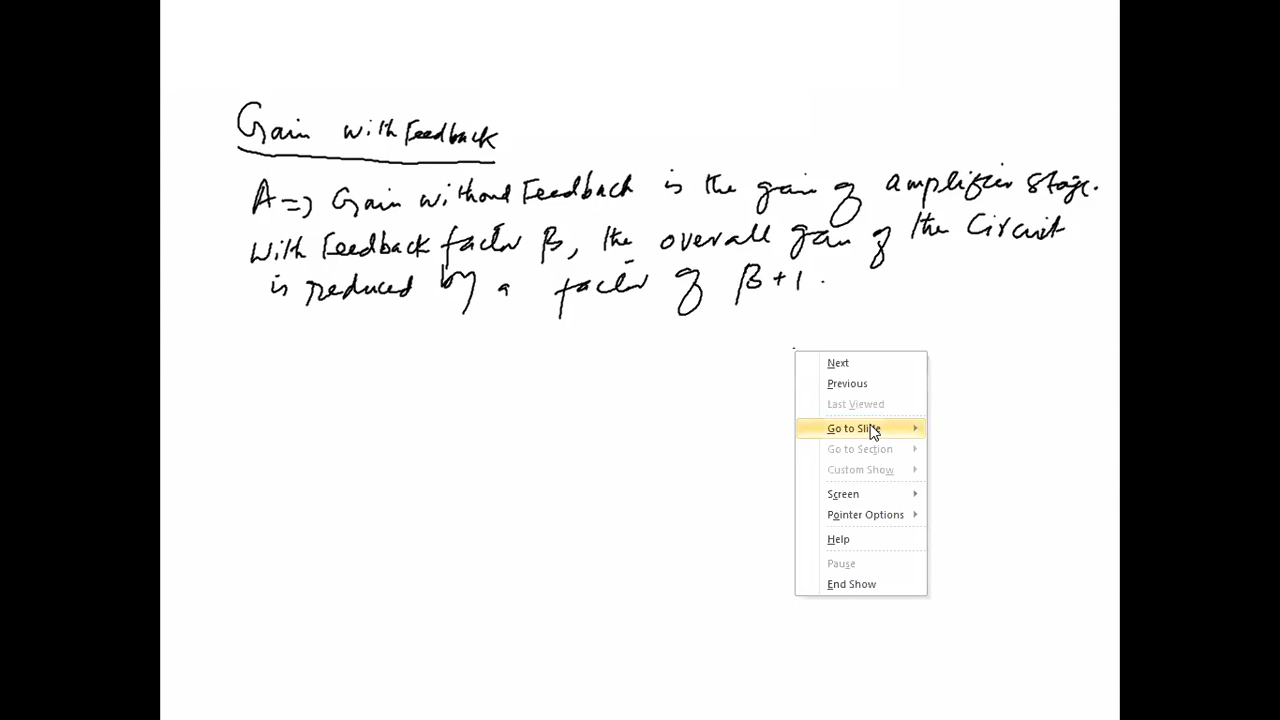 Gain with Feedback
A => Gain without Feedback is the gain of amplifier stage.
With Feedback factor β, the overall gain of the circuit
is reduced by a factor of β+1.
Next
Previous
Last Viewed
Go to Slide
Go to Section
Custom Show
Screen
Pointer Options
Help
Pause
End Show